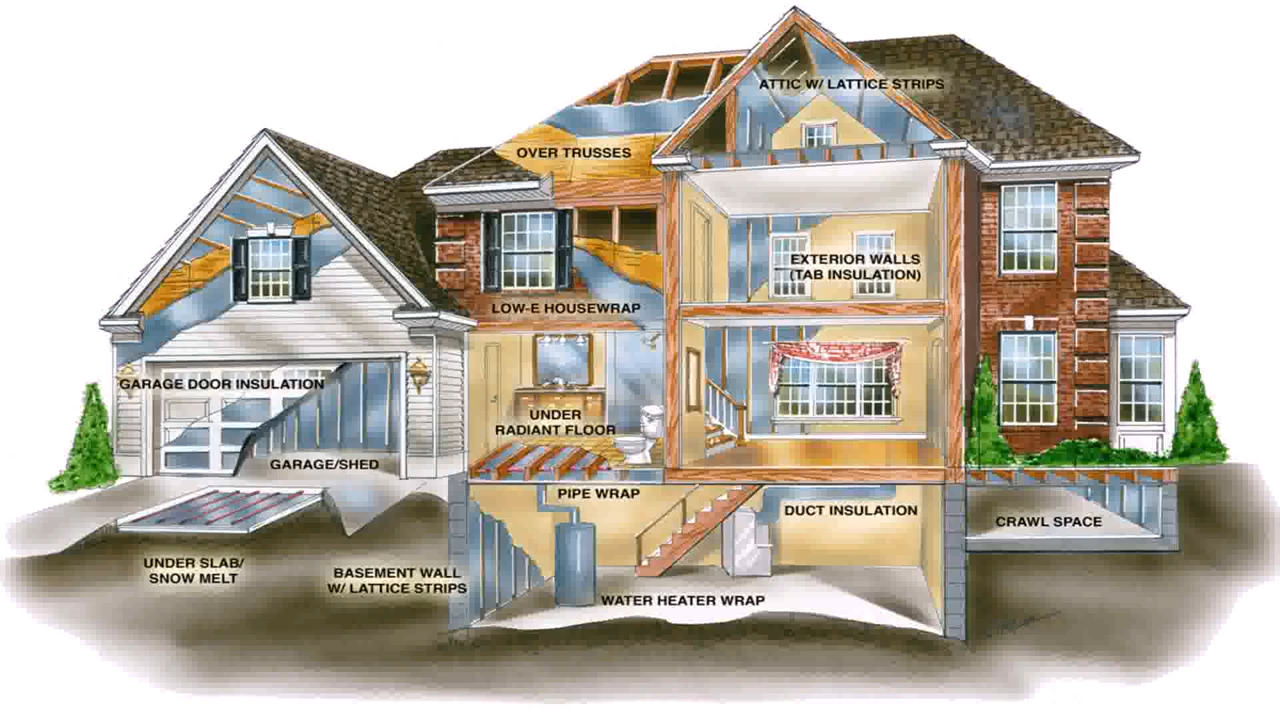 ATTIC W/ LATTICE STRIPS
OVER TRUSSES
EXTERIOR WALLS
(TAB INSULATION)
LOW-E HOUSEWRAP
GARAGE DOOR INSULATION
UNDER
RADIANT FLOOR
GARAGE/SHED
PIPE WRAP
DUCT INSULATION
CRAWL SPACE
UNDER SLAB/
SNOW MELT
BASEMENT WALL
W/ LATTICE STRIPS
WATER HEATER WRAP